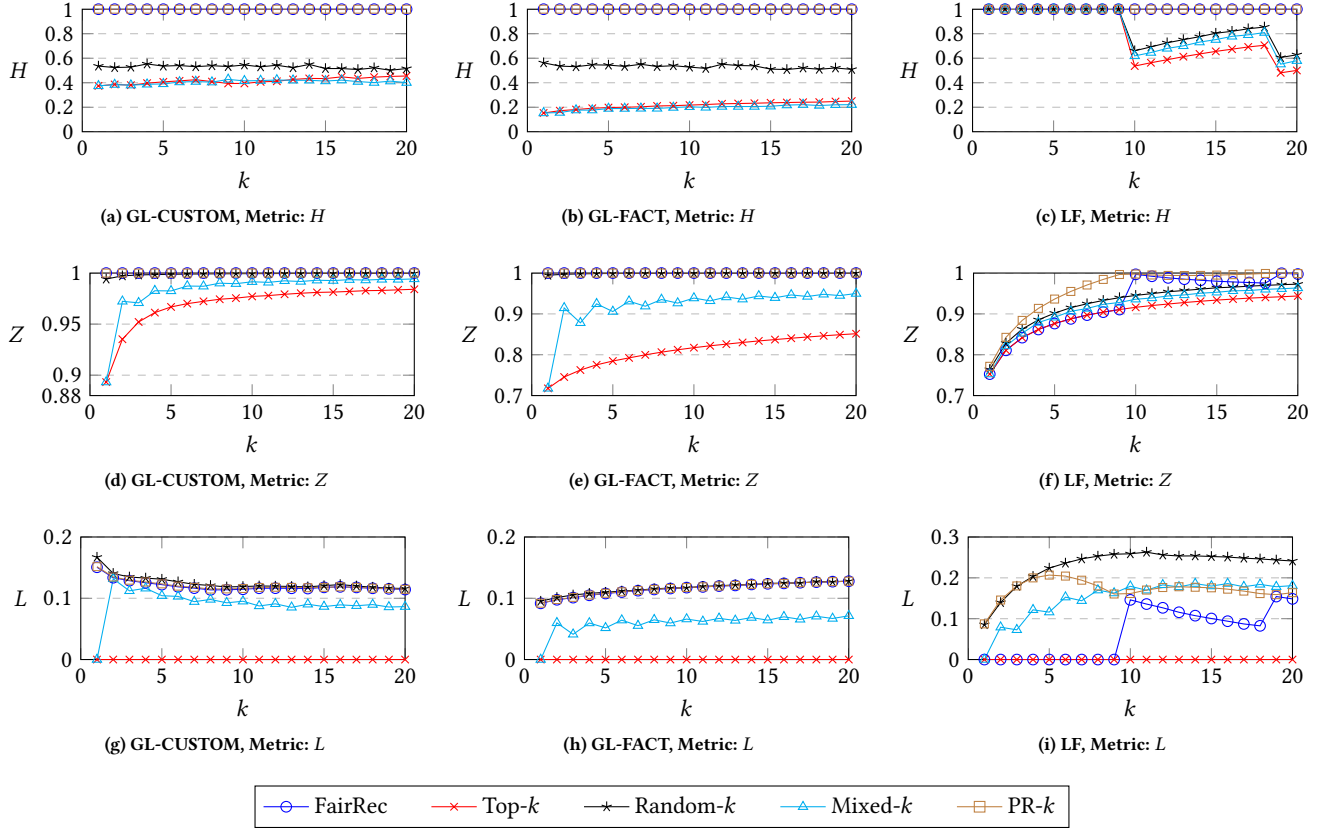 1
0.8
0.6
0.4
0.2
0
H
0 5 10 15 20
k
(a) GL-CUSTOM, Metric: H
1
0.8
0.6
0.4
0.2
0
H
0 5 10 15 20
k
(b) GL-FACT, Metric: H
1
0.8
0.6
0.4
0.2
0
H
0 5 10 15 20
k
(c) LF, Metric: H
1
0.95
0.9
0.88
Z
0 5 10 15 20
k
(d) GL-CUSTOM, Metric: Z
1
0.9
0.8
0.7
Z
0 5 10 15 20
k
(e) GL-FACT, Metric: Z
1
0.9
0.8
0.7
Z
0 5 10 15 20
k
(f) LF, Metric: Z
0.2
0.1
0
L
0 5 10 15 20
k
(g) GL-CUSTOM, Metric: L
0.2
0.1
0
L
0 5 10 15 20
k
(h) GL-FACT, Metric: L
0.3
0.2
0.1
0
L
0 5 10 15 20
k
(i) LF, Metric: L
FairRec Top-k Random-k Mixed-k PR-k